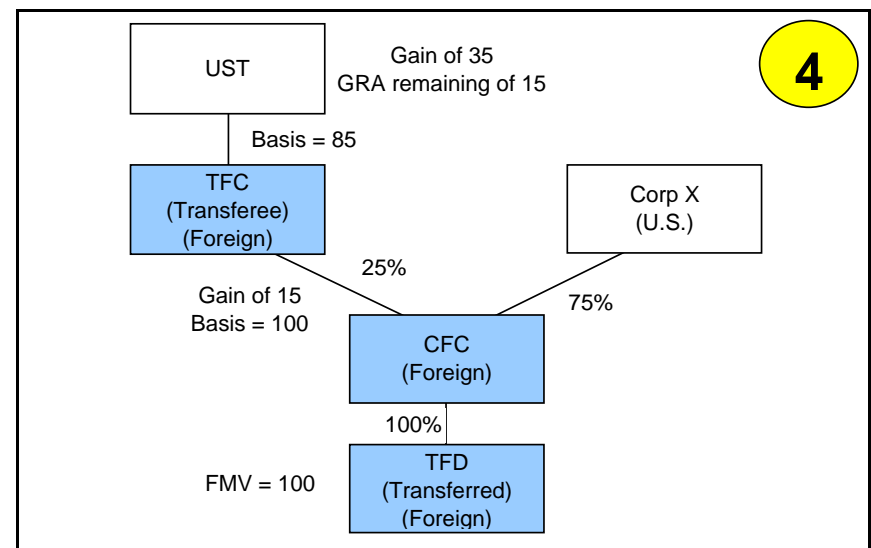 UST
Gain of 35
GRA remaining of 15
4
Basis = 85
TFC
(Transferee)
(Foreign)
Corp X
(U.S.)
25%
75%
Gain of 15
Basis = 100
CFC
(Foreign)
100%
TFD
(Transferred)
(Foreign)
FMV = 100